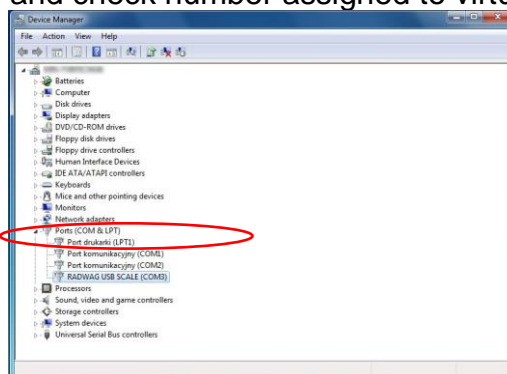 and check number assigned to virtu
Device Manager
File Action View Help
Batteries
Computer
Disk drives
Display adapters
DVD/CD-ROM drives
Floppy disk drives
Floppy drive controllers
Human Interface Devices
IDE ATA/ATAPI controllers
Keyboards
Mice and other pointing devices
Monitors
Network adapters
Ports (COM & LPT)
Port drukarki (LPT1)
Port komunikacyjny (COM1)
Port komunikacyjny (COM2)
RADWAG USB SCALE (COM3)
Processors
Sound, video and game controllers
Storage controllers
System devices
Universal Serial Bus controllers